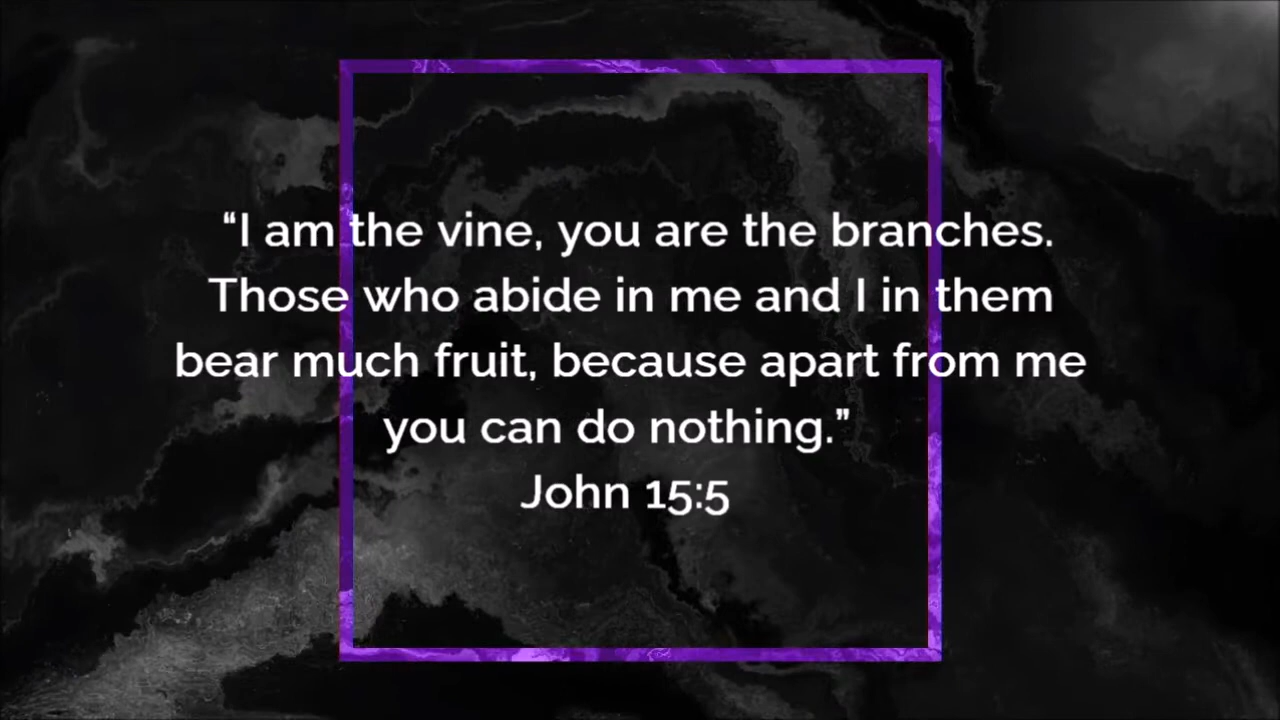 “I am the vine, you are the branches.
Those who abide in me and I in them
bear much fruit, because apart from me
you can do nothing.”
John 15:5